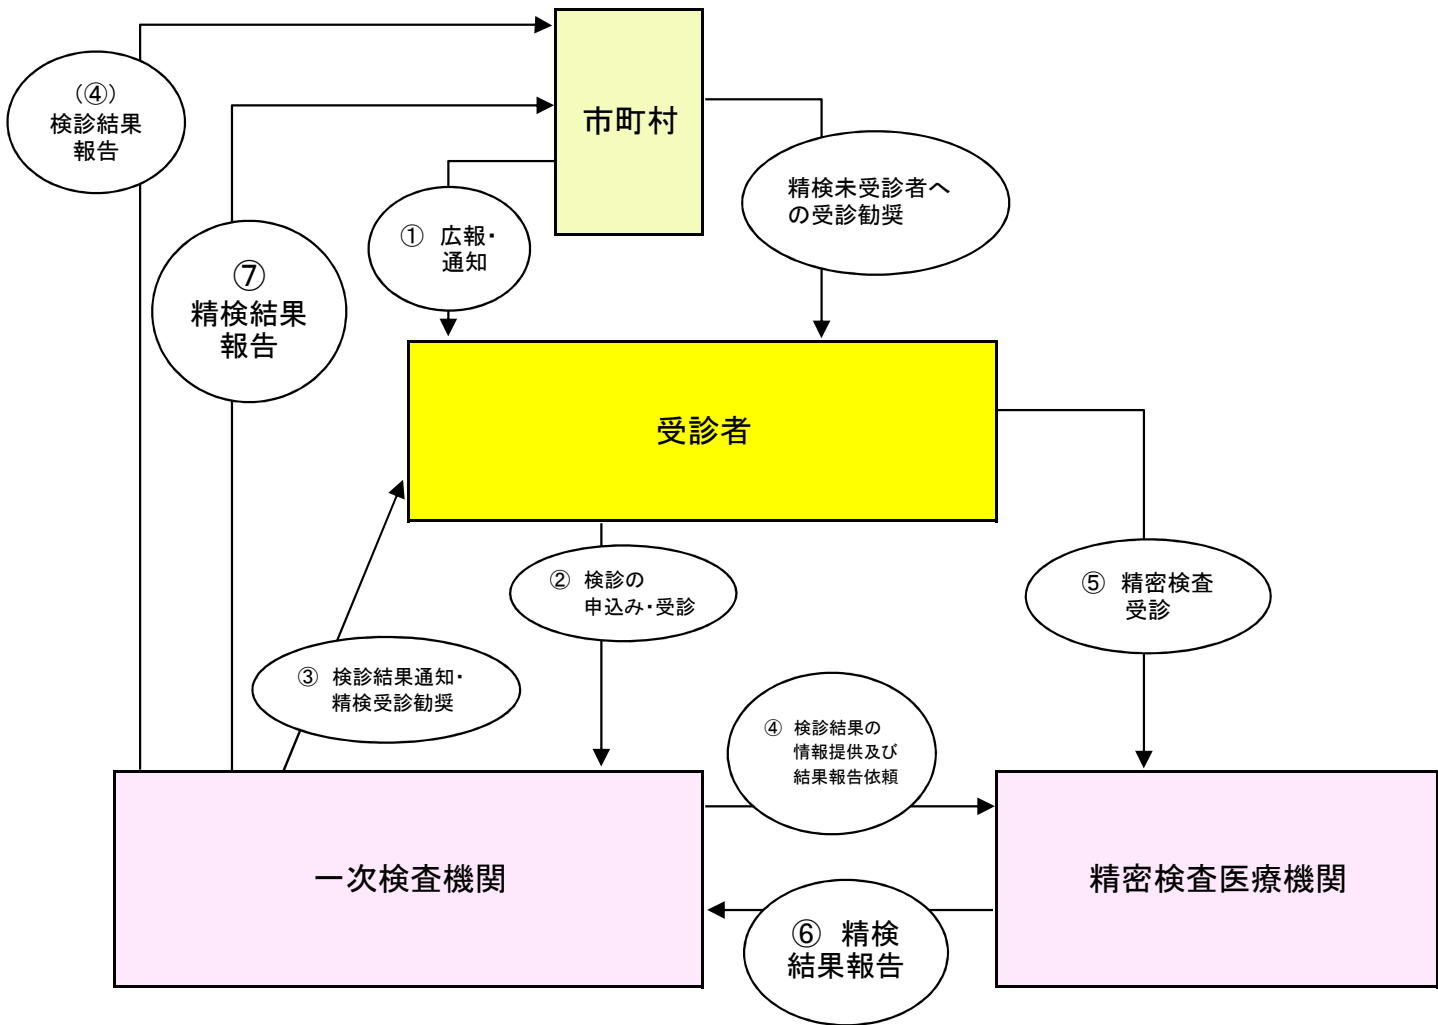 （④）
検診結果
報告
市町村
精検未受診者へ
の受診勧奨
① 広報・
通知
⑦
精検結果
報告
受診者
② 検診の
申込み・受診
⑤ 精密検査
受診
③ 検診結果通知・
精検受診勧奨
④ 検診結果の
情報提供及び
結果報告依頼
一次検査機関
精密検査医療機関
⑥ 精検
結果報告